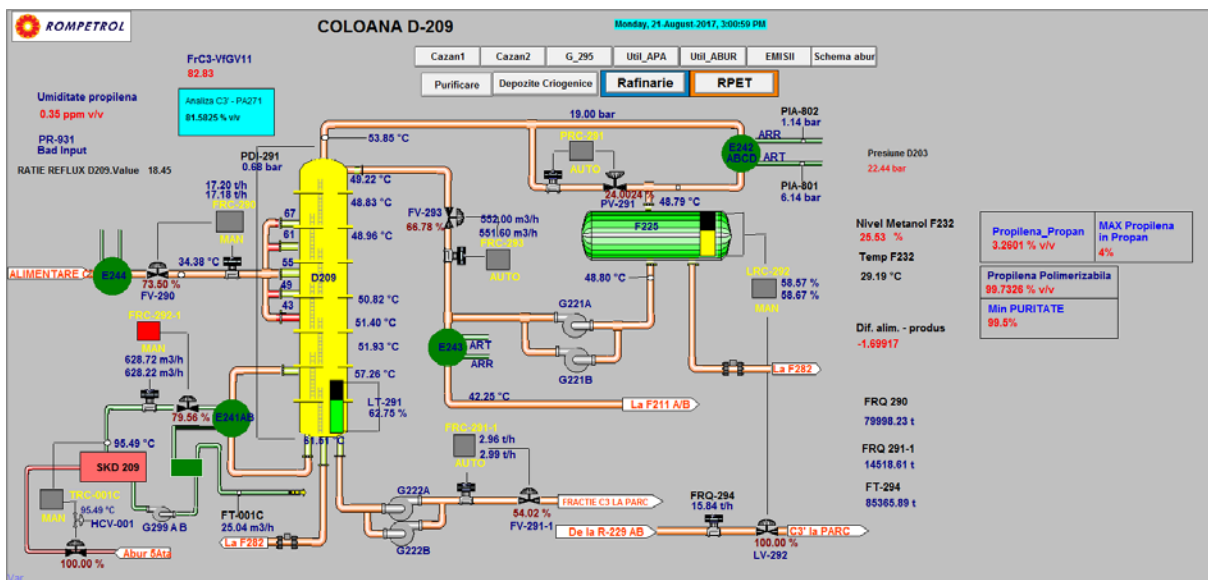 ROMPETROL
COLOANA D-209
Monday, 21-August-2017, 3:00:59 PM
Cazan1
Cazan2
G_295
Util_APA
Util_ABUR
EMISII
Schema abur
Purificare
Depozite Criogenice
Rafinarie
RPET
FrC3-VfGV11
82.83
Umiditate propilena
0.35 ppm v/v
Analiza C3' - PA271
81.5825 % v/v
PR-931
Bad Input
RATIE REFLUX D209.Value 18.45
PDI-291
0.68 bar
53.85 °C
19.00 bar
PRC-291
AUTO
24.0024 %
PV-291
48.79 °C
E242
ABCD
PIA-802
1.14 bar
ARR
ART
PIA-801
6.14 bar
Presiune D203
22.44 bar
17.20 t/h
17.18 t/h
FRC-290
MAN
49.22 °C
48.83 °C
48.96 °C
67
61
55
49
43
D209
FV-293
66.78 %
552.00 m3/h
551.60 m3/h
FRC-293
AUTO
F225
48.80 °C
LRC-292
MAN
58.57 %
58.67 %
Nivel Metanol F232
25.53 %
Temp F232
29.19 °C
Propilena_Propan
3.2601 % v/v
MAX Propilena
in Propan
4%
Propilena Polimerizabila
99.7326 % v/v
Min PURITATE
99.5%
Dif. alim. - produs
-1.69917
E244
34.38 °C
73.50 %
FV-290
FRC-292-1
MAN
628.72 m3/h
628.22 m3/h
50.82 °C
51.40 °C
51.93 °C
57.26 °C
LT-291
62.75 %
61.51 °C
E243
ART
ARR
G221A
G221B
La F282
42.25 °C
La F211 A/B
79.56 %
E241AB
95.49 °C
SKD 209
TRC-001C
MAN
95.49 °C
HCV-001
G299 A B
FT-001C
25.04 m3/h
La F282
Abur 5Ata
100.00 %
G222A
G222B
FRC-291-1
AUTO
2.96 t/h
2.99 t/h
54.02 %
FV-291-1
FRACTIE C3 LA PARC
De la R-229 AB
FRQ-294
15.84 t/h
100.00 %
LV-292
C3' la PARC
FRQ 290
79998.23 t
FRQ 291-1
14518.61 t
FT-294
85365.89 t
Var